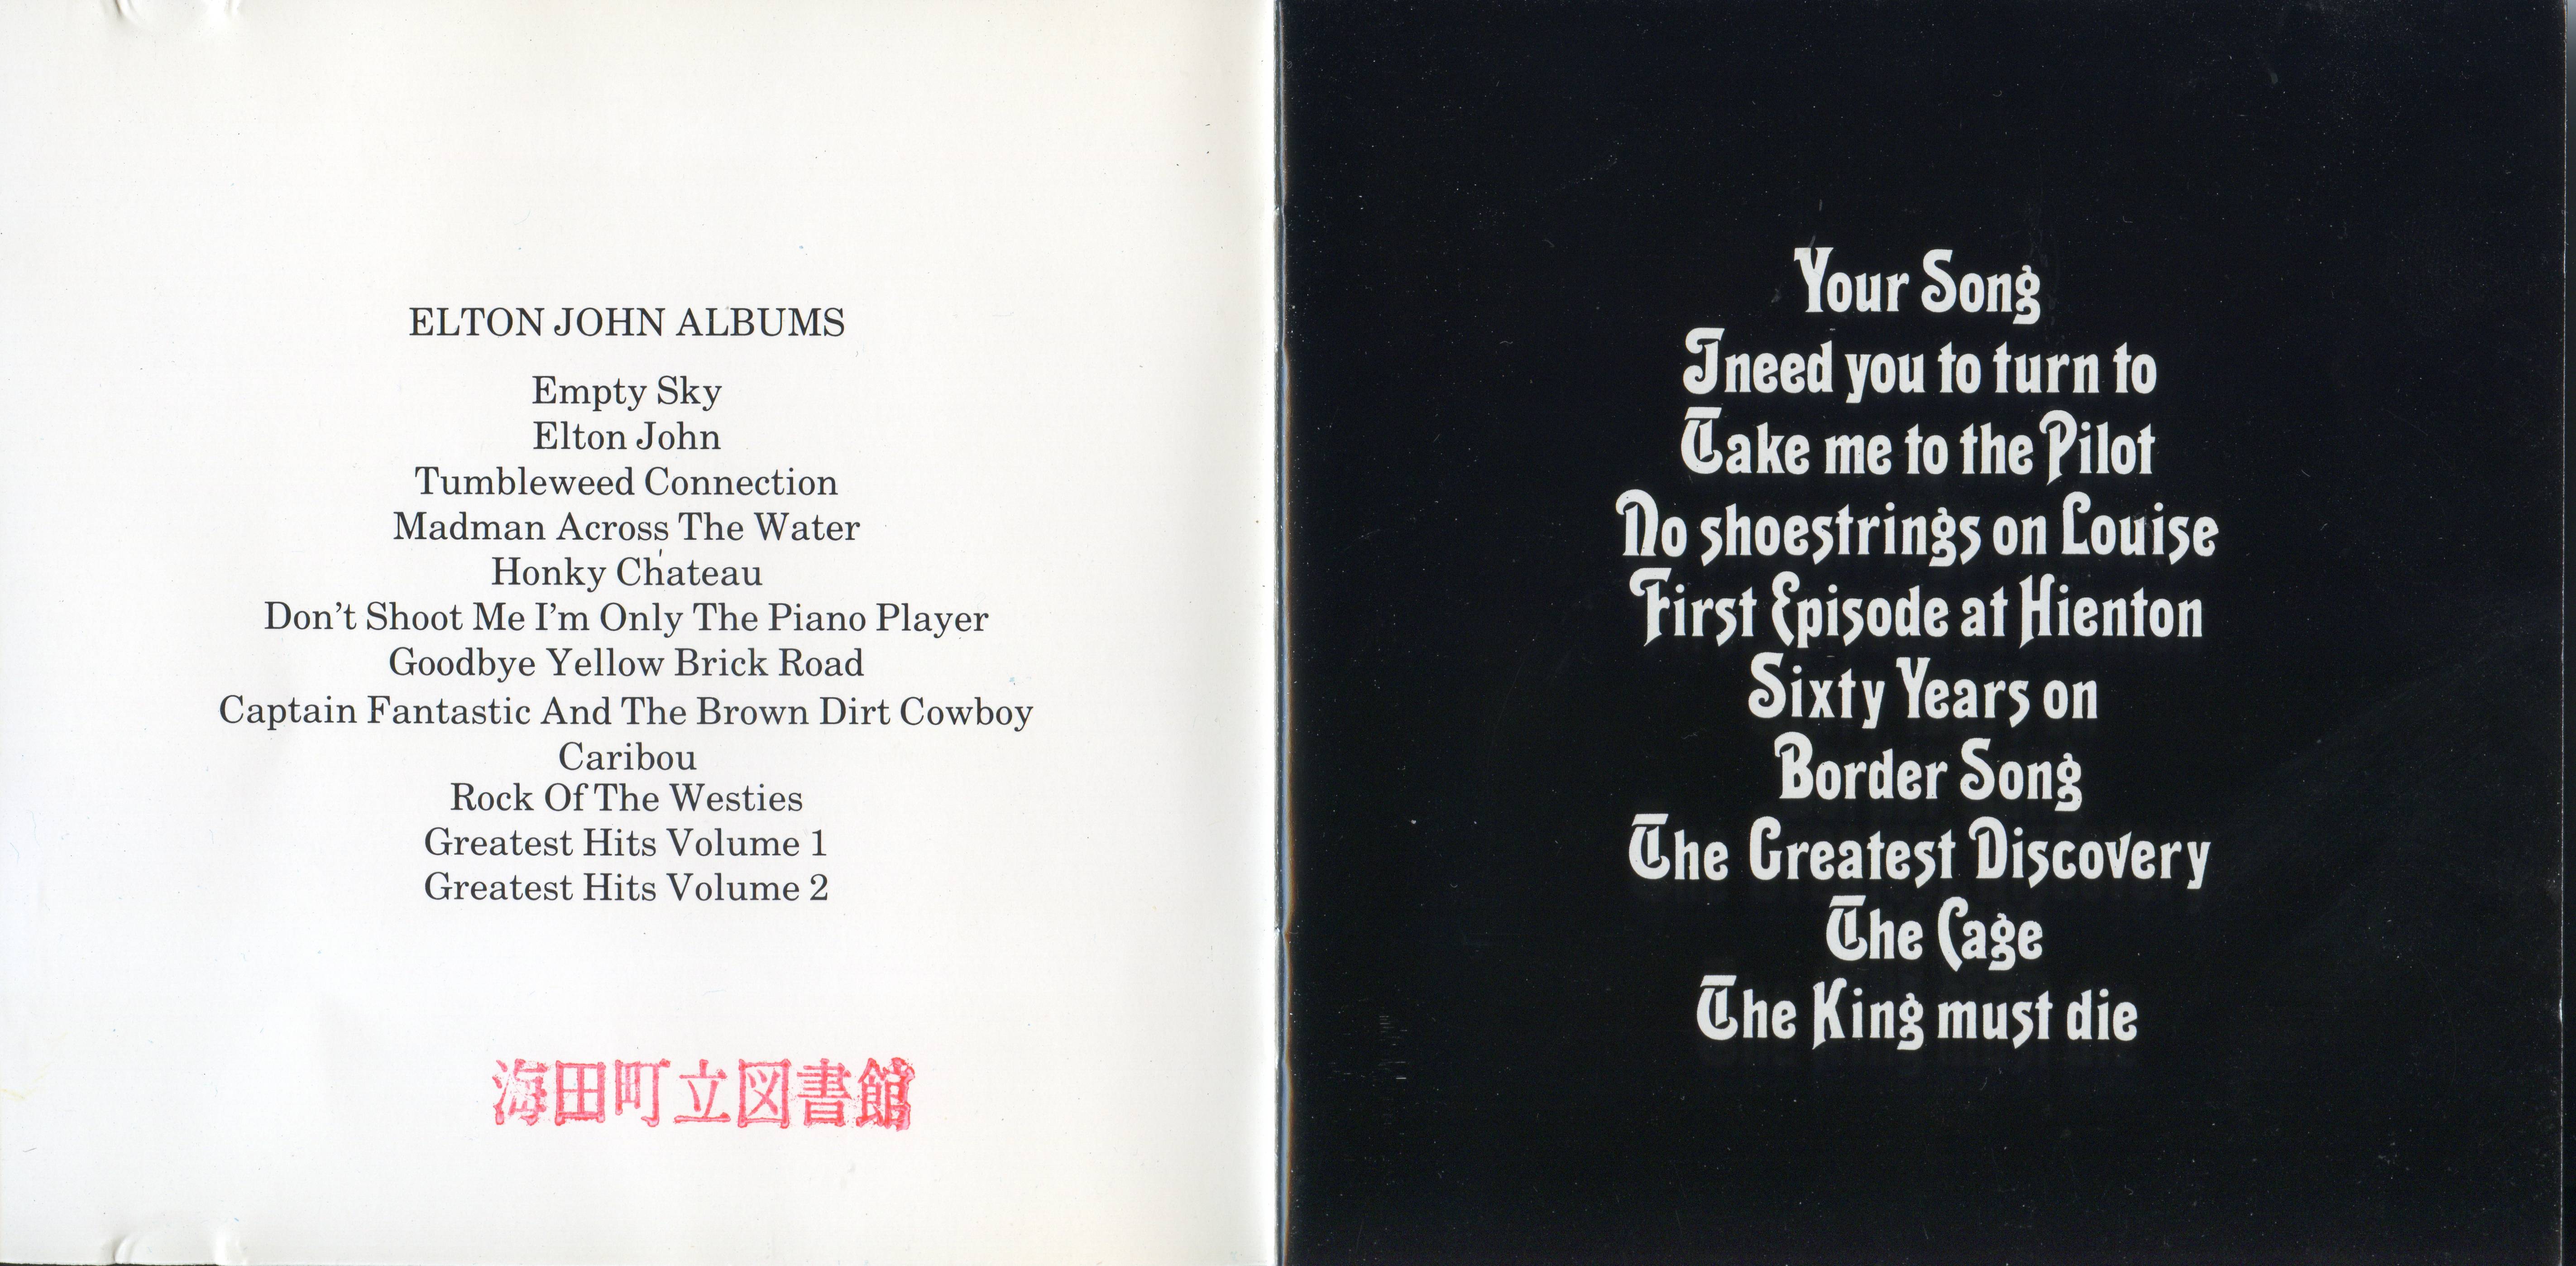 ELTON JOHN ALBUMS
Empty Sky
Elton John
Tumbleweed Connection
Madman Across The Water
Honky Chateau
Don't Shoot Me I'm Only The Piano Player
Goodbye Yellow Brick Road
Captain Fantastic And The Brown Dirt Cowboy
Caribou
Rock Of The Westies
Greatest Hits Volume 1
Greatest Hits Volume 2
海田町立図書館
Your Song
I need you to turn to
Take me to the Pilot
No shoestrings on Louise
First Episode at Hienton
Sixty Years on
Border Song
The Greatest Discovery
The Cage
The King must die